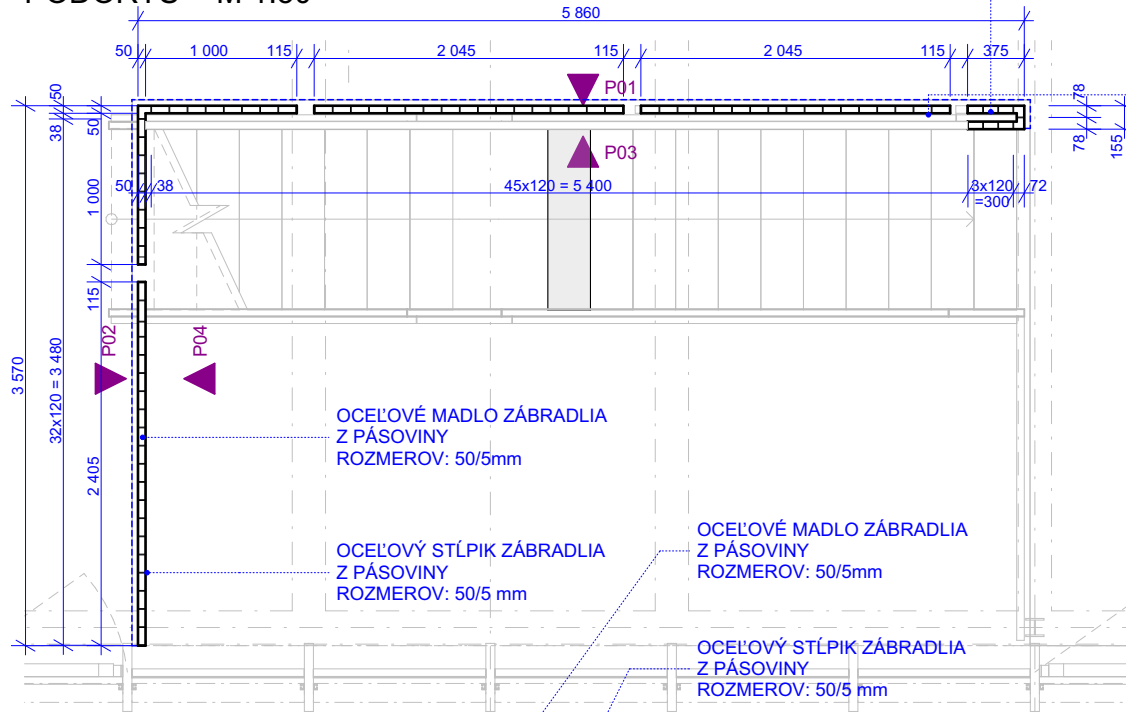 5 860
50
1 000
115
2 045
115
2 045
115
375
P01
P03
50
38
50
1 000
115
3 570
32x120 = 3 480
2 405
50
38
45x120 = 5 400
3x120
=300
72
78
78
155
P02
P04
OCEĽOVÉ MADLO ZÁBRADLIA
Z PÁSOVINY
ROZMEROV: 50/5mm
OCEĽOVÝ STĹPIK ZÁBRADLIA
Z PÁSOVINY
ROZMEROV: 50/5 mm
OCEĽOVÉ MADLO ZÁBRADLIA
Z PÁSOVINY
ROZMEROV: 50/5mm
OCEĽOVÝ STĹPIK ZÁBRADLIA
Z PÁSOVINY
ROZMEROV: 50/5 mm